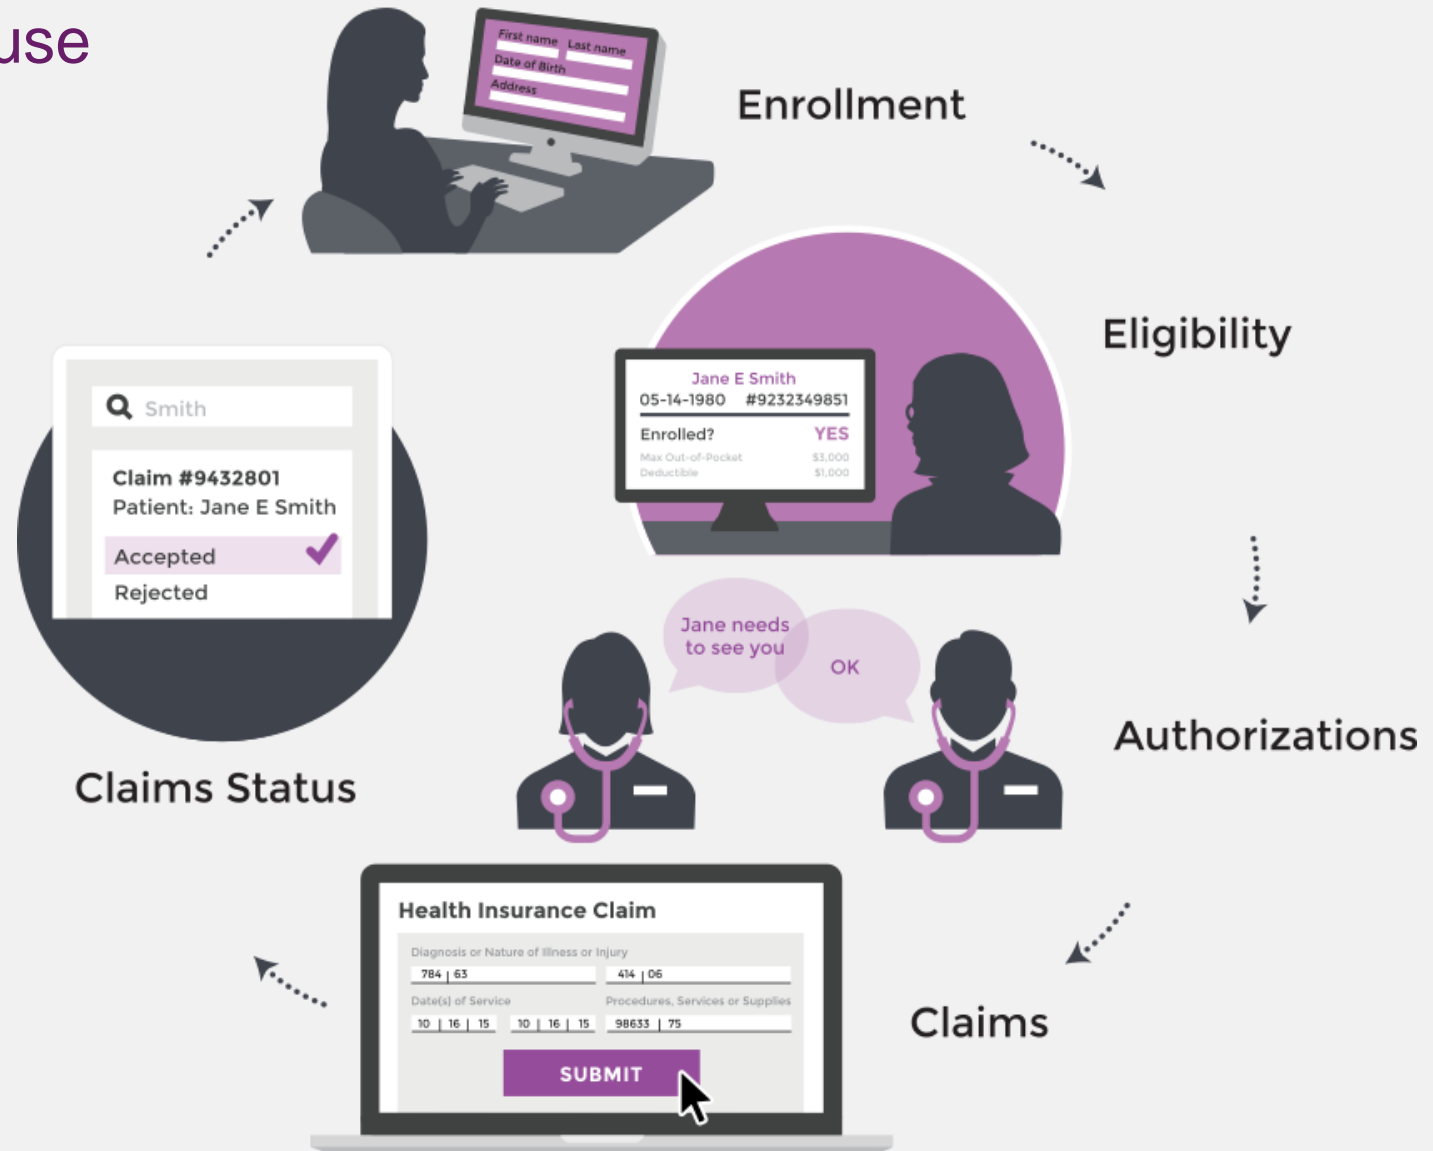 use
First name Last name
Date of Birth
Address
Enrollment
Eligibility
Jane E Smith
05-14-1980 #9232349851
Enrolled? YES
Max Out-of-Pocket $3,000
Deductible $1,000
Smith
Claim #9432801
Patient: Jane E Smith
Accepted
Rejected
Claims Status
Jane needs
to see you
OK
Authorizations
Health Insurance Claim
Diagnosis or Nature of Illness or Injury
784 | 63 414 | 06
Date(s) of Service Procedures, Services or Supplies
10 | 16 | 15 10 | 16 | 15 98633 | 75
SUBMIT
Claims